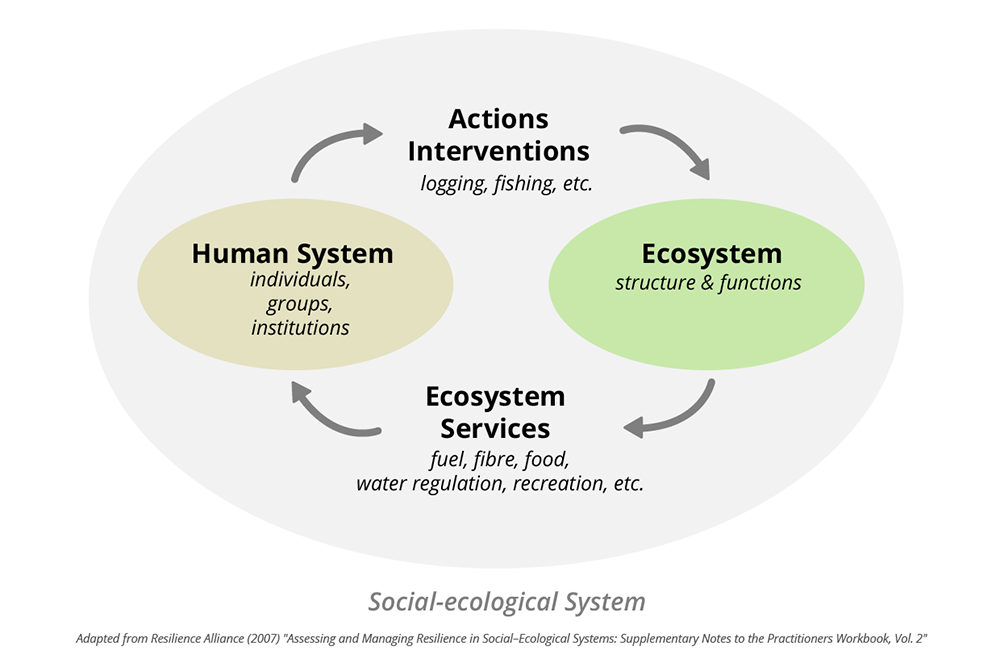 Actions
Interventions
logging, fishing, etc.
Human System
individuals,
groups,
institutions
Ecosystem
structure & functions
Ecosystem
Services
fuel, fibre, food,
water regulation, recreation, etc.
Social-ecological System
Adapted from Resilience Alliance (2007) "Assessing and Managing Resilience in Social–Ecological Systems: Supplementary Notes to the Practitioners Workbook, Vol. 2"